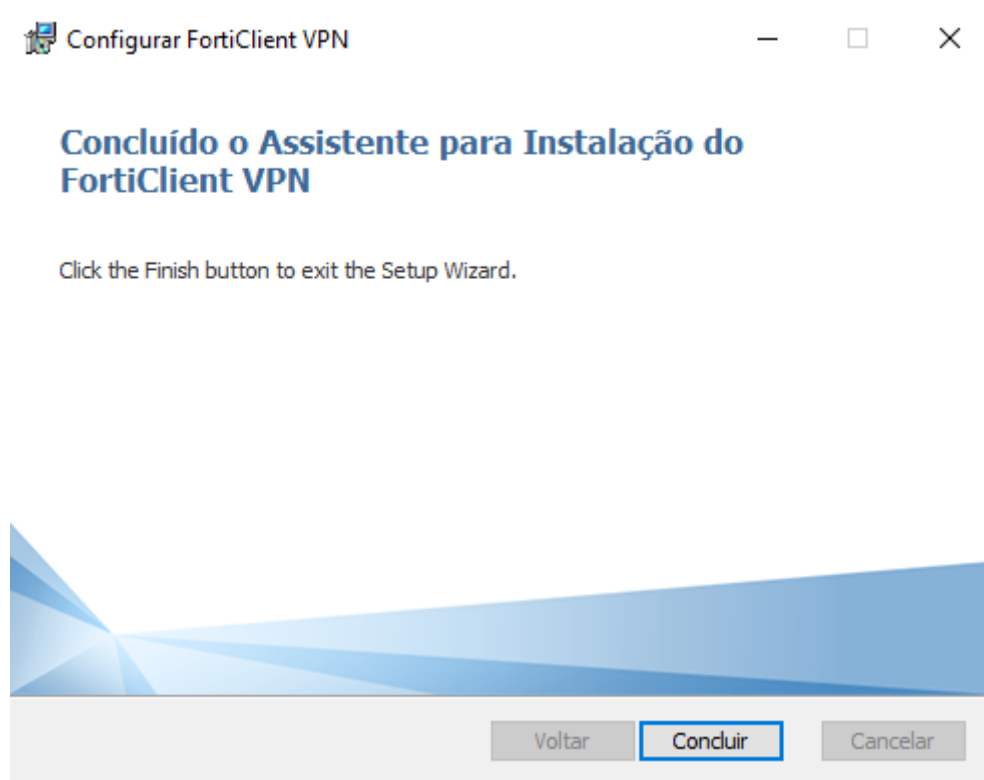 Configurar FortiClient VPN
Concluído o Assistente para Instalação do
FortiClient VPN
Click the Finish button to exit the Setup Wizard.
Voltar
Concluir
Cancelar